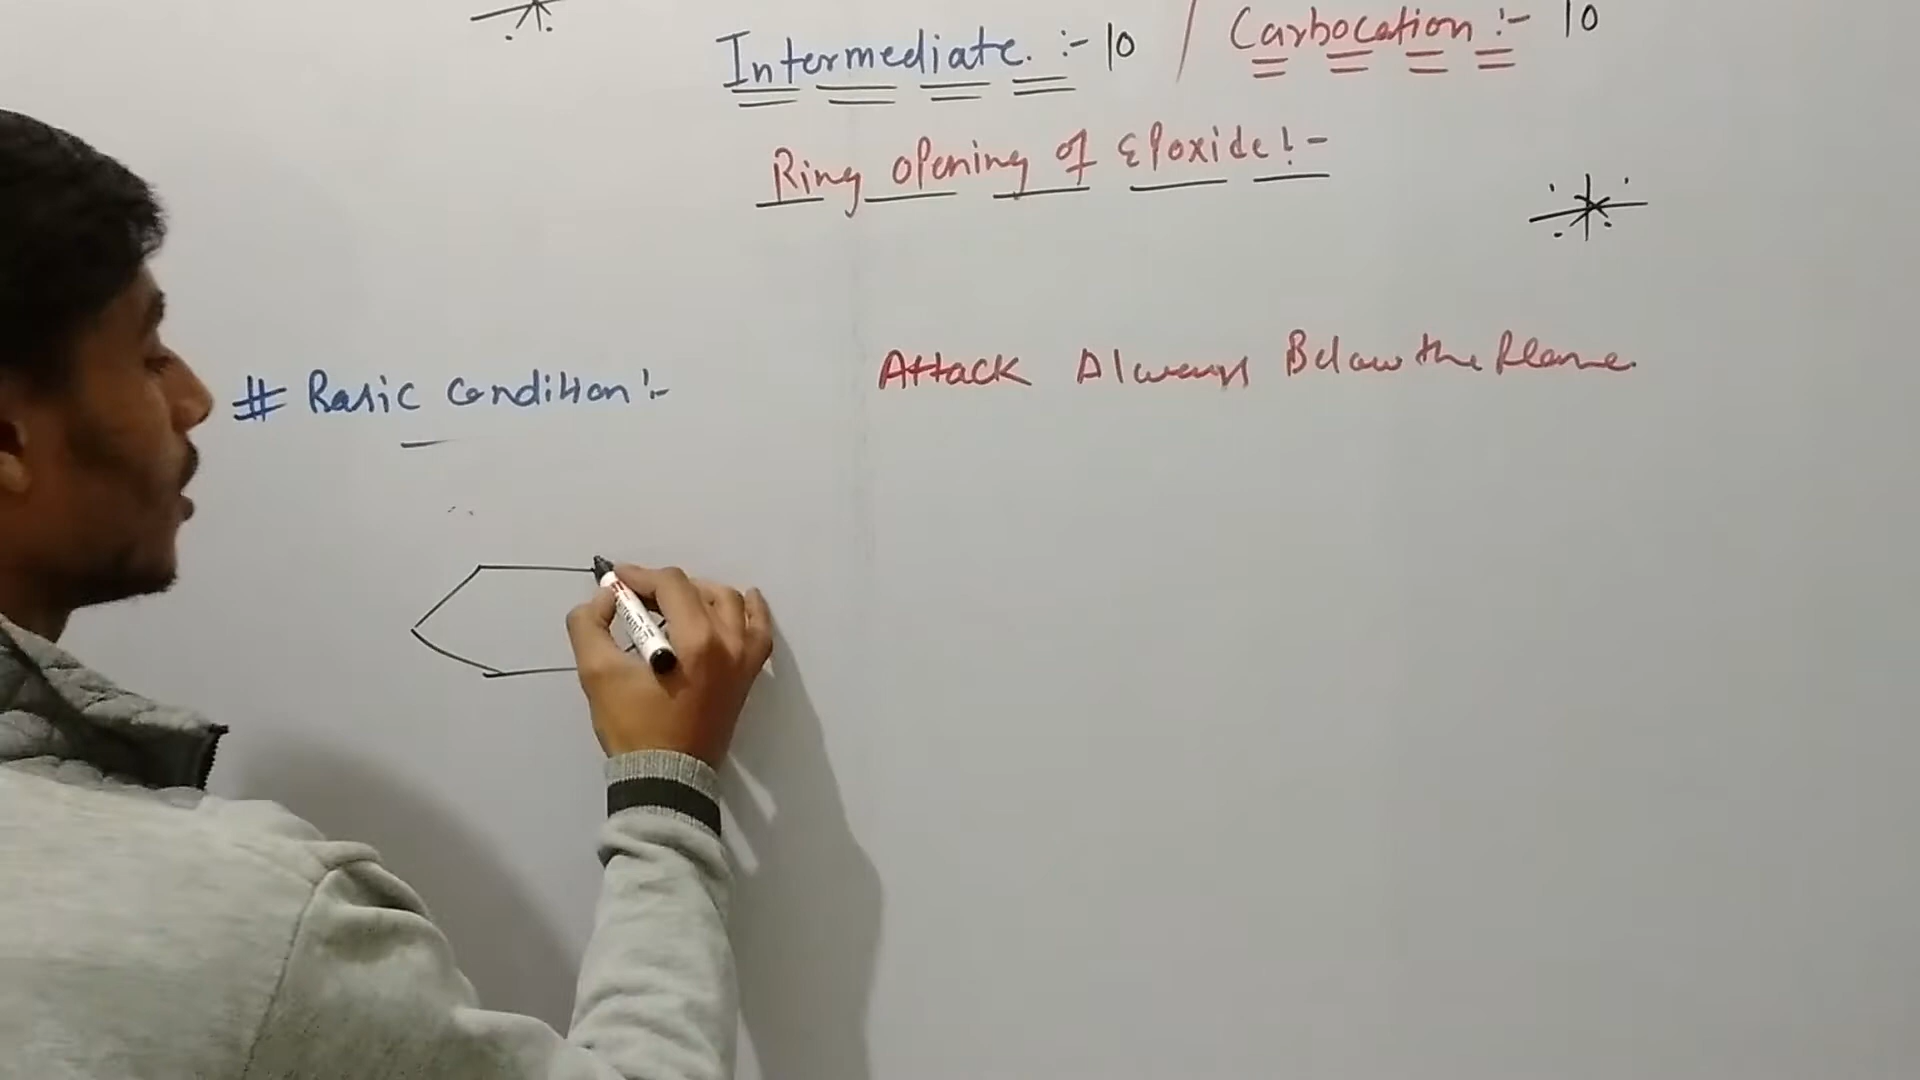 Intermediate :- 10 / Carbocation :- 10
Ring opening of Epoxide :-
Attack Always Below the Plane
# Basic condition :-